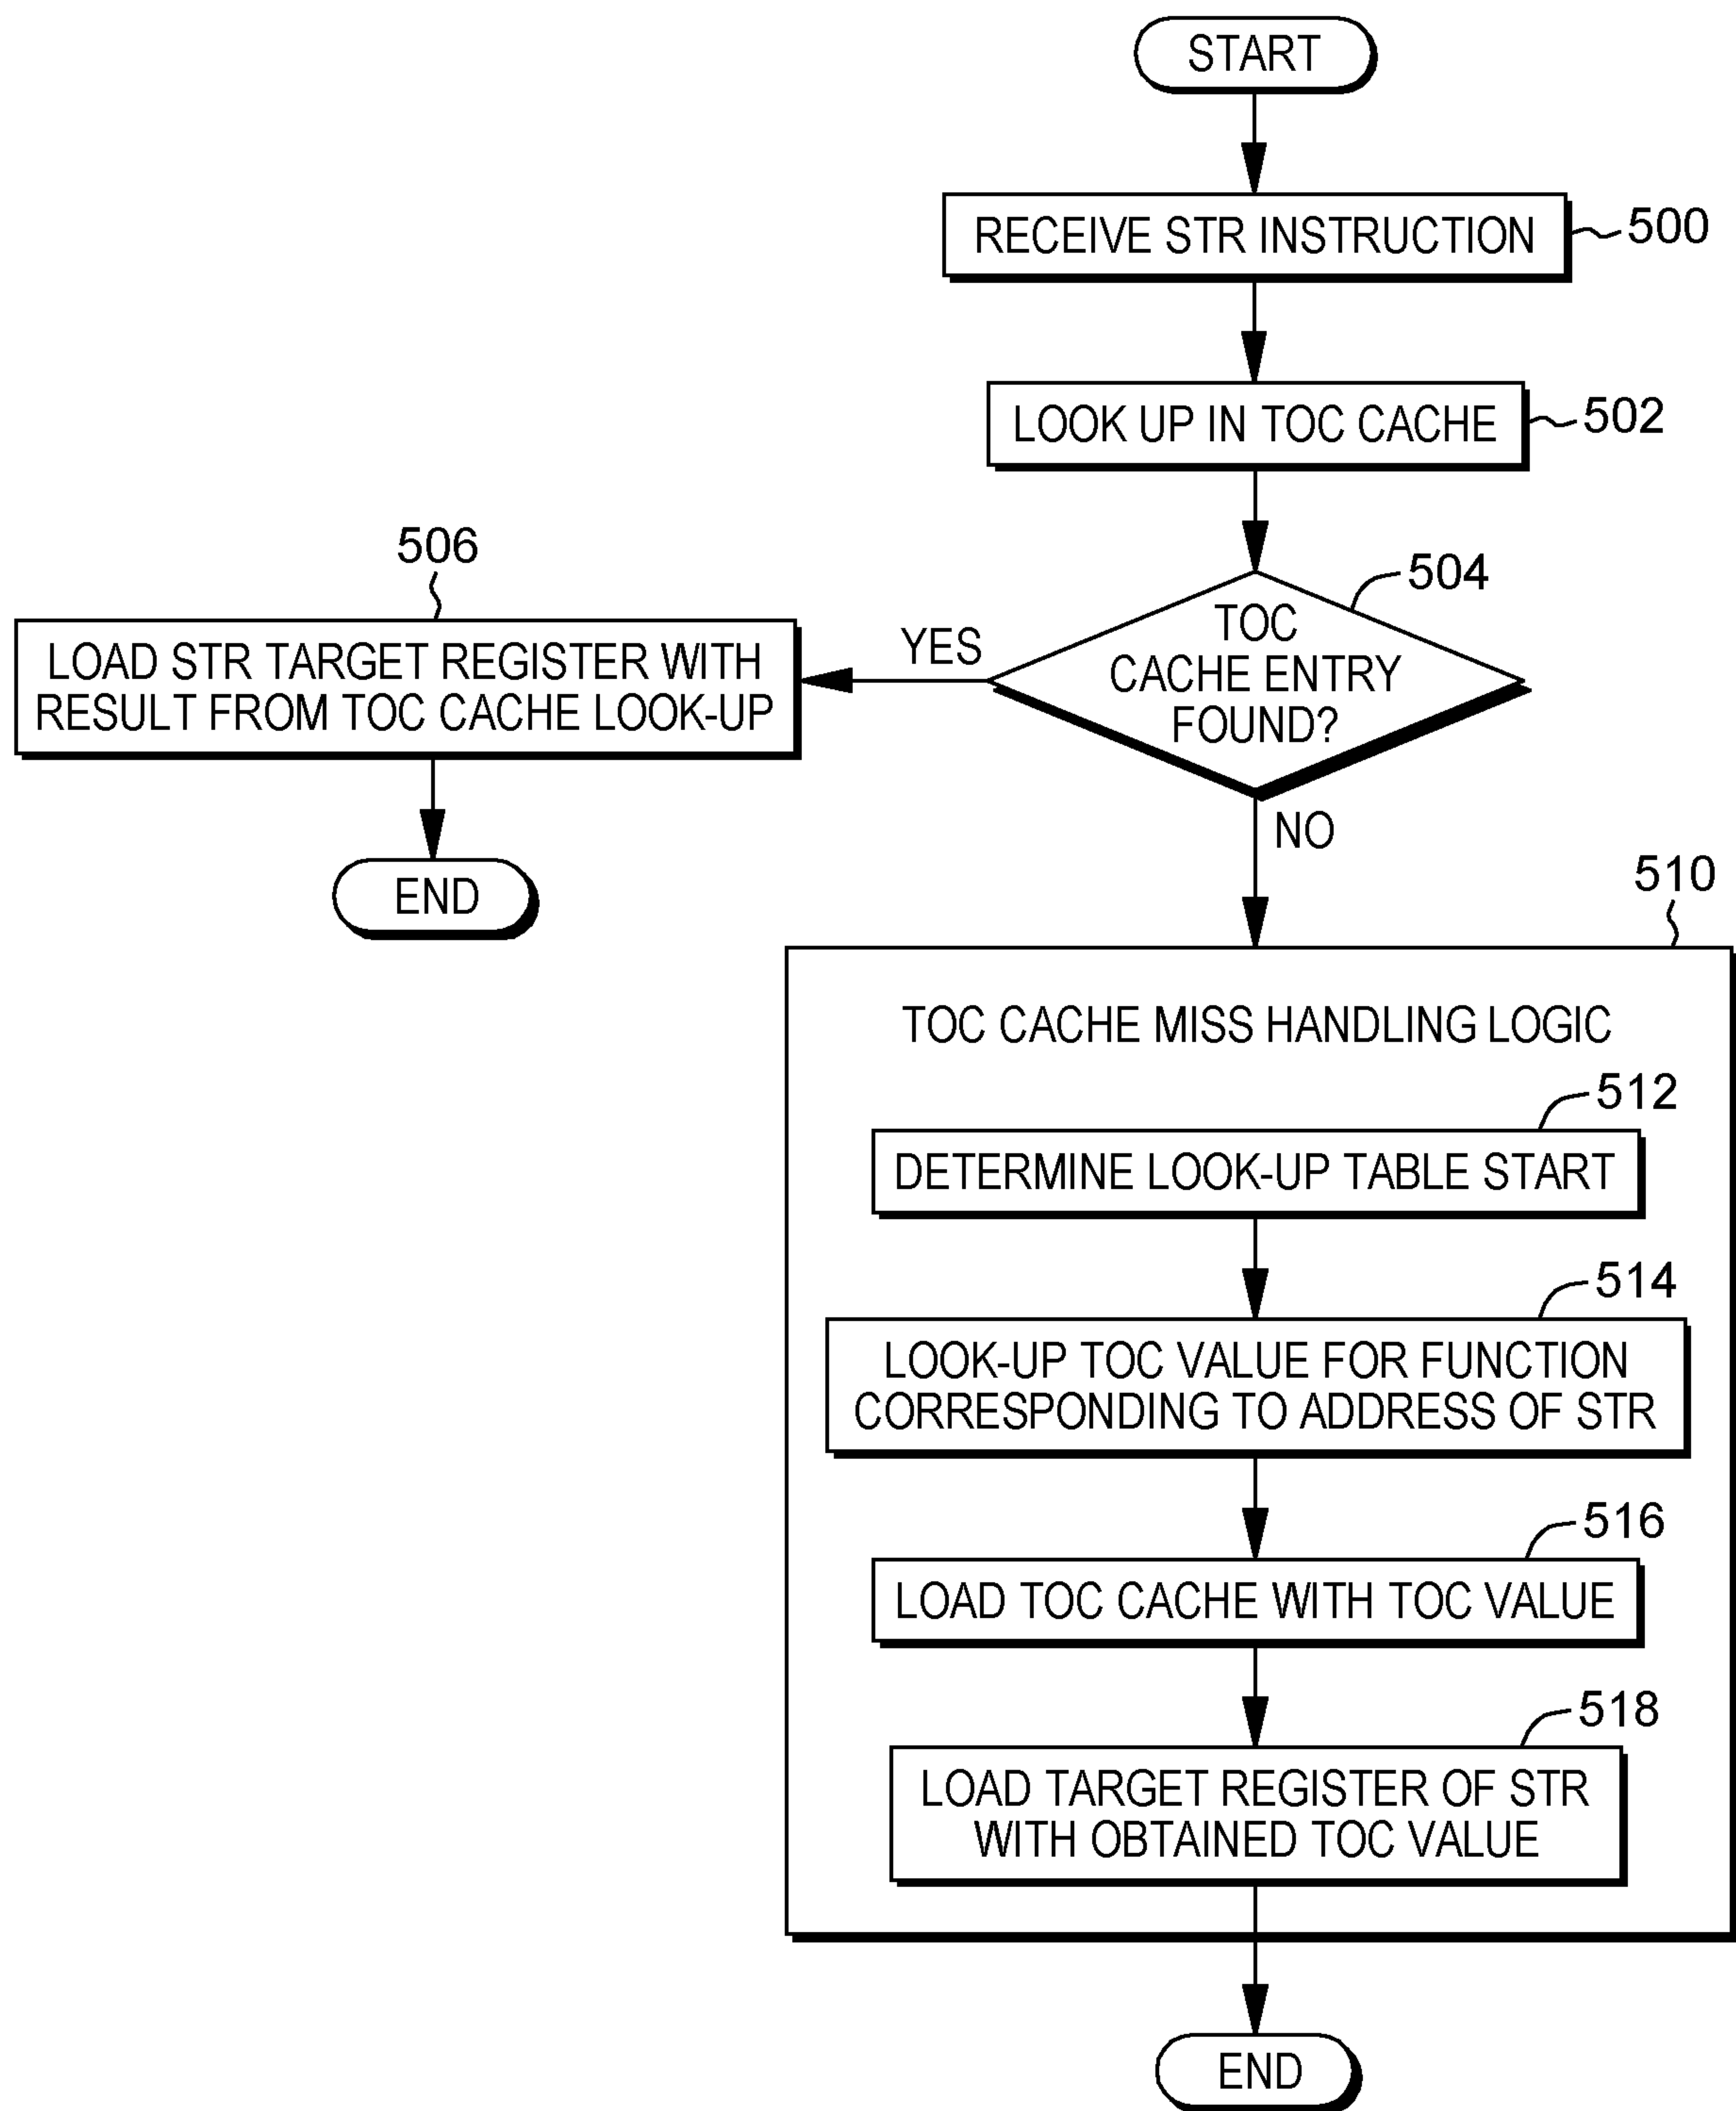 START
RECEIVE STR INSTRUCTION
500
LOOK UP IN TOC CACHE
502
504
TOC
CACHE ENTRY
FOUND?
YES
506
LOAD STR TARGET REGISTER WITH
RESULT FROM TOC CACHE LOOK-UP
END
NO
510
TOC CACHE MISS HANDLING LOGIC
512
DETERMINE LOOK-UP TABLE START
514
LOOK-UP TOC VALUE FOR FUNCTION
CORRESPONDING TO ADDRESS OF STR
516
LOAD TOC CACHE WITH TOC VALUE
518
LOAD TARGET REGISTER OF STR
WITH OBTAINED TOC VALUE
END